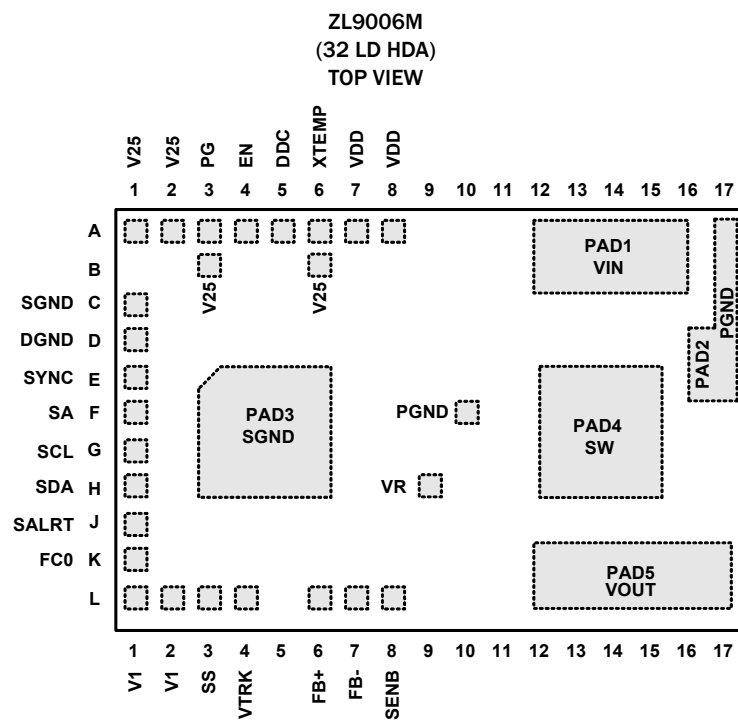 ZL9006M
(32 LD HDA)
TOP VIEW
V25 V25 PG EN DDC XTEMP VDD VDD
1 2 3 4 5 6 7 8 9 10 11 12 13 14 15 16 17
A
PAD1
VIN
B
V25 V25
PAD2
PGND
SGND C
DGND D
SYNC E
SA F
PAD3
SGND
PGND
PAD4
SW
SCL G
SDA H
VR
SALRT J
FC0 K
PAD5
VOUT
L
1 2 3 4 5 6 7 8 9 10 11 12 13 14 15 16 17
V1 V1 SS VTRK FB+ FB- SENB